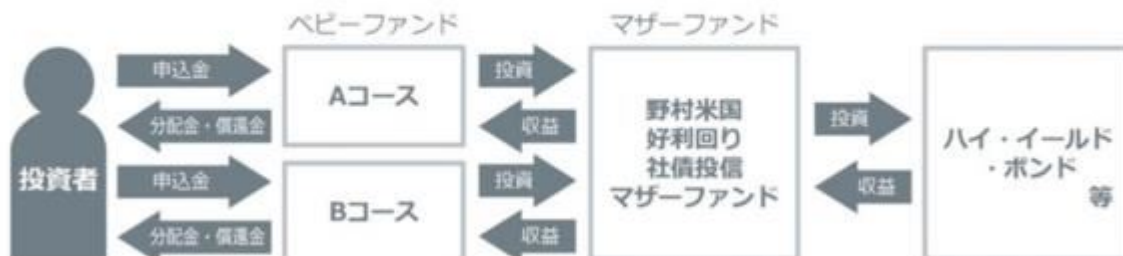 ベビーファンド
マザーファンド
申込金
分配金・償還金
申込金
分配金・償還金
投資者
Aコース
Bコース
投資
収益
投資
収益
野村米国
好利回り
社債投信
マザーファンド
投資
収益
ハイ・イールド
・ボンド
等